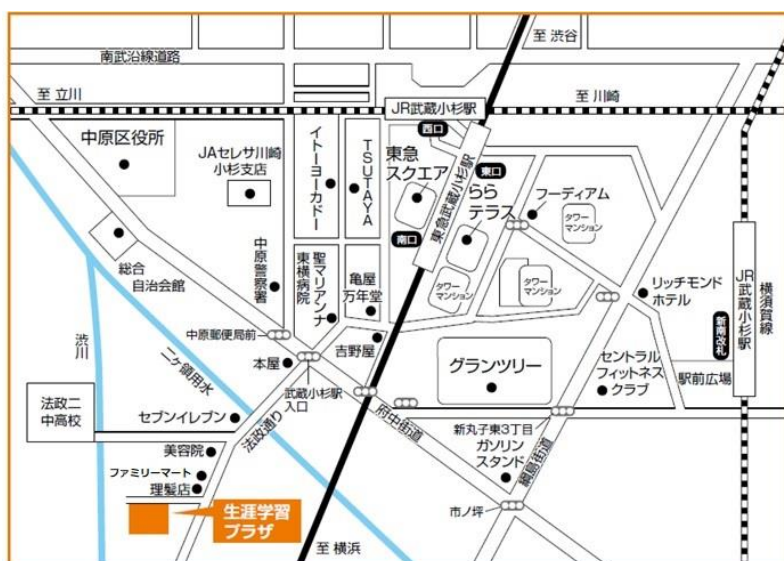 至 渋谷
南武沿線道路
至 立川
至 川崎
JR武蔵小杉駅
中原区役所
JAセレサ川崎
小杉支店
イトーヨーカドー
TSUTAYA
西口
東急
スクエア
東急武蔵小杉駅
東口
らら
テラス
南口
フーディアム
タワー
マンション
タワー
マンション
タワー
マンション
総合
自治会館
中原警察署
聖マリアンナ
東横病院
亀屋
万年堂
リッチモンド
ホテル
新南改札
JR武蔵小杉駅
横須賀線
中原郵便局前
吉野屋
渋川
二ヶ領用水
本屋
武蔵小杉駅
入口
グランツリー
セントラル
フィットネス
クラブ
駅前広場
法政二
中高校
セブンイレブン
法政通り
府中街道
新丸子東3丁目
ガソリン
スタンド
綱島街道
美容院
ファミリーマート
理髪店
生涯学習
プラザ
市ノ坪
至 横浜